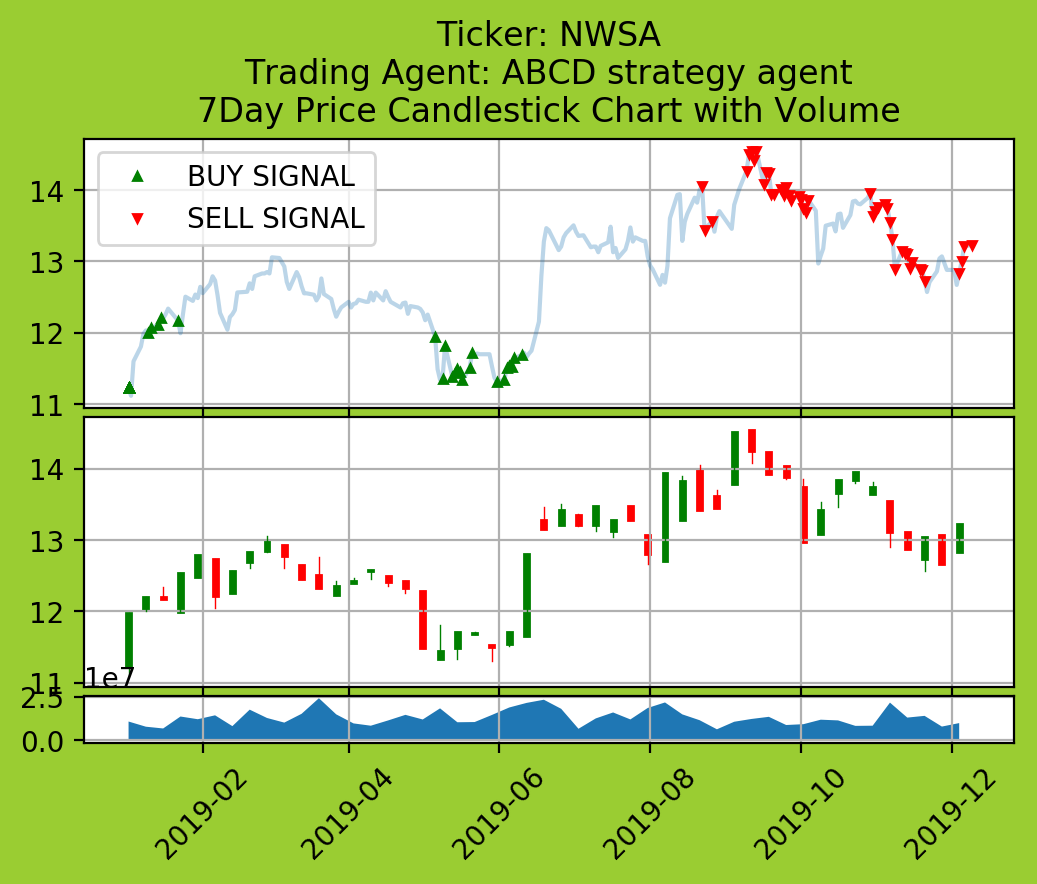 Ticker: NWSA
Trading Agent: ABCD strategy agent
7Day Price Candlestick Chart with Volume
BUY SIGNAL
SELL SIGNAL
14
13
12
11
14
13
12
11
1e7
2.5
0.0
2019-02
2019-04
2019-06
2019-08
2019-10
2019-12